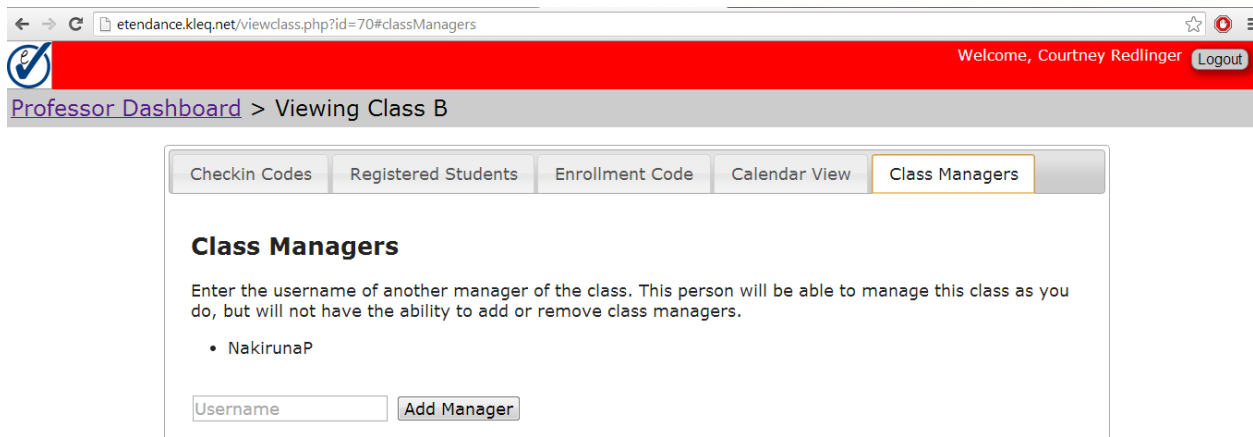 etendance.kleq.net/viewclass.php?id=70#classManagers
e
Welcome, Courtney Redlinger Logout
Professor Dashboard > Viewing Class B
Checkin Codes Registered Students Enrollment Code Calendar View Class Managers
Class Managers
Enter the username of another manager of the class. This person will be able to manage this class as you
do, but will not have the ability to add or remove class managers.
• NakirunaP
Username Add Manager